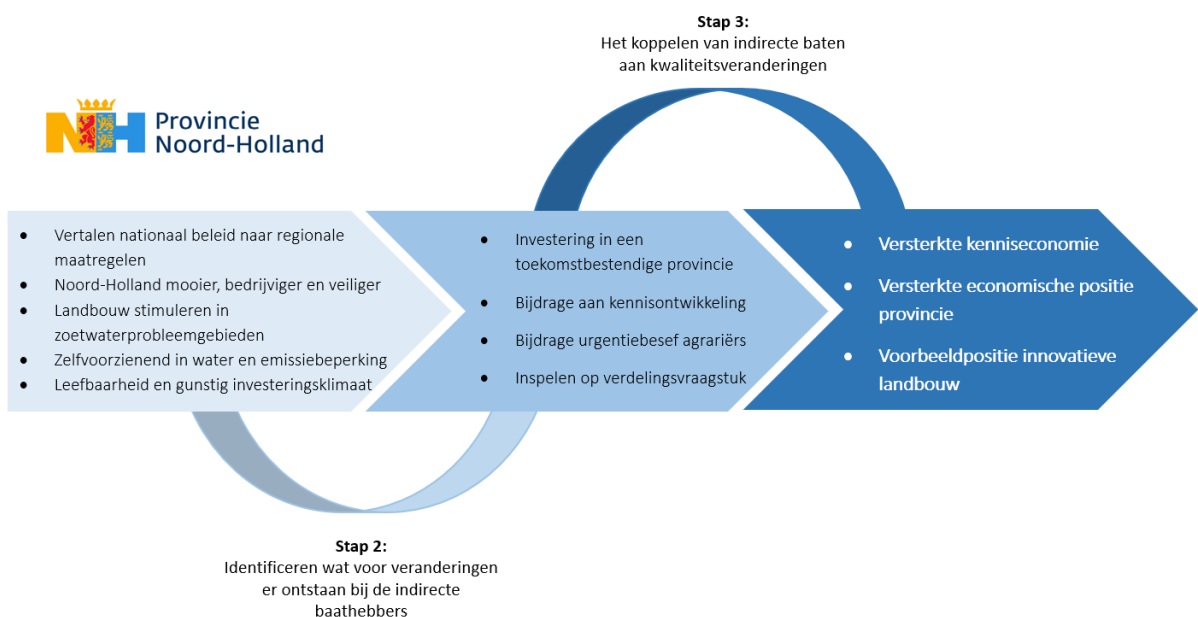 Stap 3:
Het koppelen van indirecte baten
aan kwaliteitsveranderingen
NH
Provincie
Noord-Holland
• Vertalen nationaal beleid naar regionale
maatregelen
• Noord-Holland mooier, bedrijviger en veiliger
• Landbouw stimuleren in
zoetwaterprobleemgebieden
• Zelfvoorzienend in water en emissiebeperking
• Leefbaarheid en gunstig investeringsklimaat
• Investering in een
toekomstbestendige provincie
• Bijdrage aan kennisontwikkeling
• Bijdrage urgentiebesef agrariërs
• Inspelen op verdelingsvraagstuk
• Versterkte kenniseconomie
• Versterkte economische positie
provincie
• Voorbeeldpositie innovatieve
landbouw
Stap 2:
Identificeren wat voor veranderingen
er ontstaan bij de indirecte
baathebbers